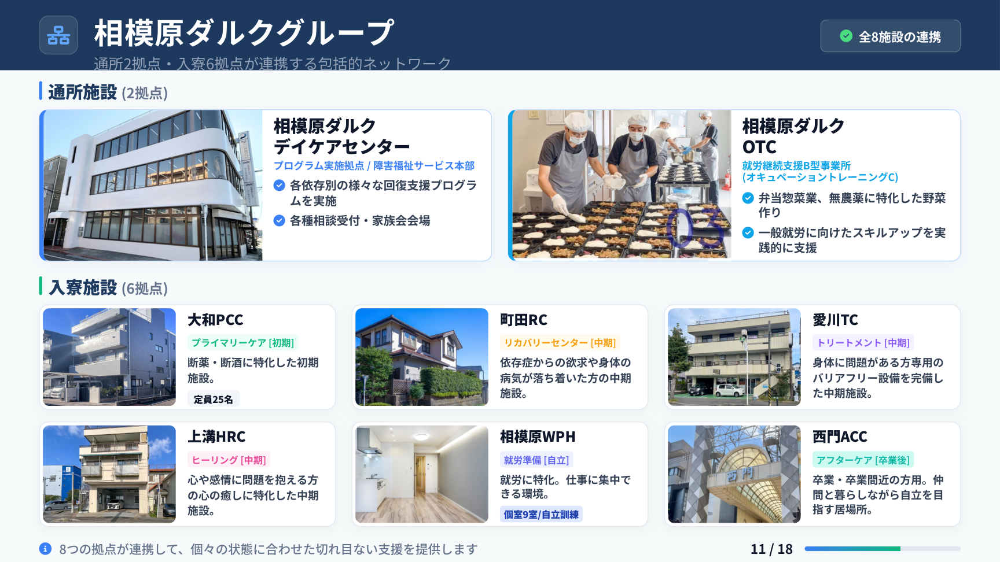 相模原ダルクグループ
通所2拠点・入寮6拠点が連携する包括的ネットワーク
全8施設の連携
通所施設 (2拠点)
相模原ダルク
デイケアセンター
プログラム実施拠点 / 障害福祉サービス本部
各依存別の様々な回復支援プログラ
ムを実施
各種相談受付・家族会会場
03
相模原ダルク
OTC
就労継続支援B型事業所
(オキュペーショントレーニングC)
弁当惣菜業、無農薬に特化した野菜
作り
一般就労に向けたスキルアップを実
践的に支援
入寮施設 (6拠点)
大和PCC
プライマリーケア [初期]
断薬・断酒に特化した初期
施設。
定員25名
町田RC
リカバリーセンター [中期]
依存症からの欲求や身体の
病気が落ち着いた方の中期
施設。
愛川TC
トリートメント [中期]
身体に問題がある方専用の
バリアフリー設備を完備し
た中期施設。
上溝HRC
ヒーリング [中期]
心や感情に問題を抱える方
の心の癒しに特化した中期
施設。
相模原WPH
就労準備 [自立]
就労に特化。仕事に集中で
きる環境。
個室9室/自立訓練
西門
西門ACC
アフターケア [卒業後]
卒業・卒業間近の方用。仲
間と暮らしながら自立を目
指す居場所。
8つの拠点が連携して、個々の状態に合わせた切れ目ない支援を提供します
11 / 18